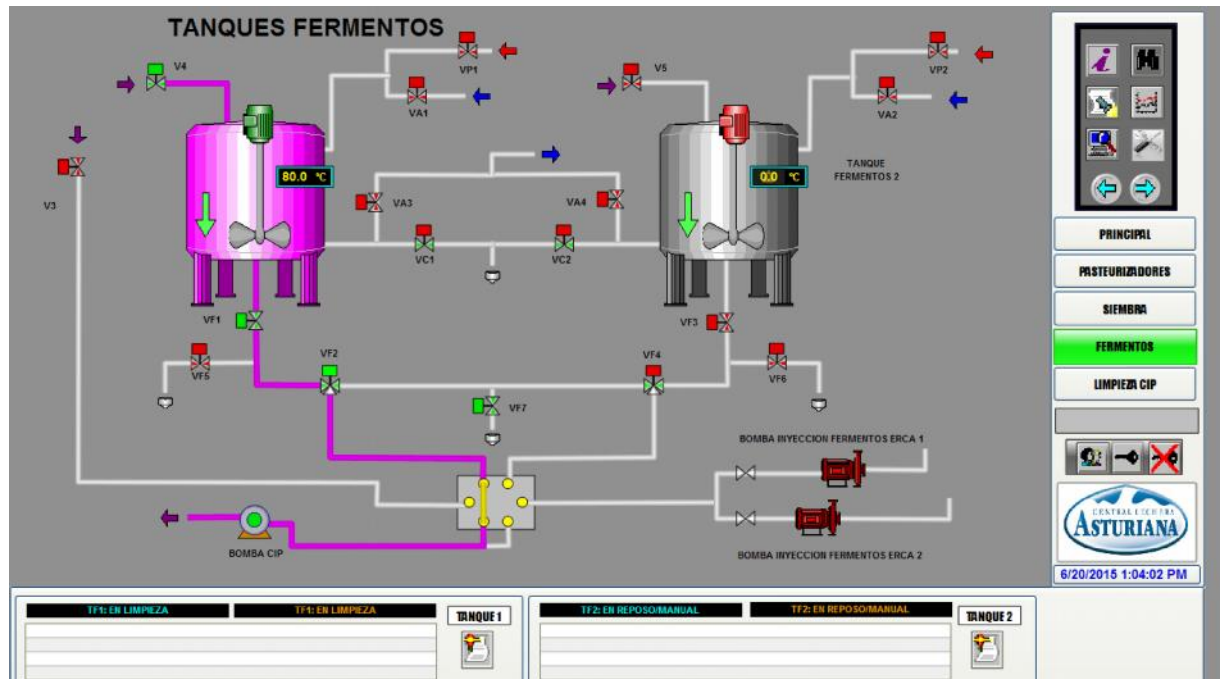 TANQUES FERMENTOS
V4
VP1
V5
VP2
VA1
VA2
V3
80.0 °C
0.0 °C
TANQUE
FERMENTOS 2
VA3
VA4
VC1
VC2
VF1
VF3
VF5
VF2
VF4
VF6
VF7
BOMBA INYECCION FERMENTOS ERCA 1
BOMBA CIP
BOMBA INYECCION FERMENTOS ERCA 2
PRINCIPAL
PASTEURIZADORES
SIEMBRA
FERMENTOS
LIMPIEZA CIP
CENTRAL LECHERA
ASTURIANA
6/20/2015 1:04:02 PM
TF1: EN LIMPIEZA
TF1: EN LIMPIEZA
TANQUE 1
TF2: EN REPOSO/MANUAL
TF2: EN REPOSO/MANUAL
TANQUE 2